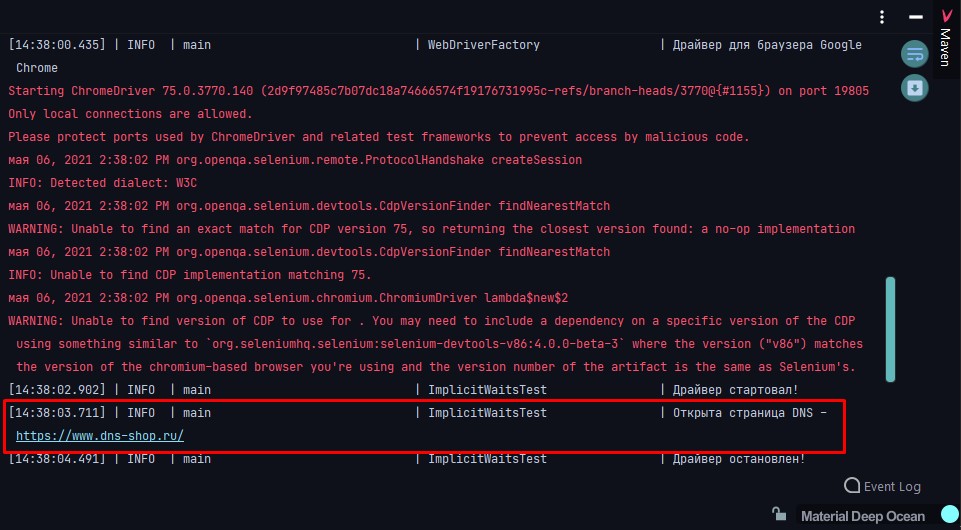 Maven
[14:38:00.435] | INFO  | main                              | WebDriverFactory                | Драйвер для браузера Google
Chrome
Starting ChromeDriver 75.0.3770.140 (2d9f97485c7b07dc18a74666574f19176731995c-refs/branch-heads/3770@{#1155}) on port 19805
Only local connections are allowed.
Please protect ports used by ChromeDriver and related test frameworks to prevent access by malicious code.
мая 06, 2021 2:38:02 PM org.openqa.selenium.remote.ProtocolHandshake createSession
INFO: Detected dialect: W3C
мая 06, 2021 2:38:02 PM org.openqa.selenium.devtools.CdpVersionFinder findNearestMatch
WARNING: Unable to find an exact match for CDP version 75, so returning the closest version found: a no-op implementation
мая 06, 2021 2:38:02 PM org.openqa.selenium.devtools.CdpVersionFinder findNearestMatch
INFO: Unable to find CDP implementation matching 75.
мая 06, 2021 2:38:02 PM org.openqa.selenium.chromium.ChromiumDriver lambda$new$2
WARNING: Unable to find version of CDP to use for . You may need to include a dependency on a specific version of the CDP
using something similar to `org.seleniumhq.selenium:selenium-devtools-v86:4.0.0-beta-3` where the version ("v86") matches
the version of the chromium-based browser you're using and the version number of the artifact is the same as Selenium's.
[14:38:02.902] | INFO  | main                              | ImplicitWaitsTest               | Драйвер стартовал!
[14:38:03.711] | INFO  | main                              | ImplicitWaitsTest               | Открыта страница DNS -
https://www.dns-shop.ru/
[14:38:04.491] | INFO  | main                              | ImplicitWaitsTest               | Драйвер остановлен!
Event Log
Material Deep Ocean